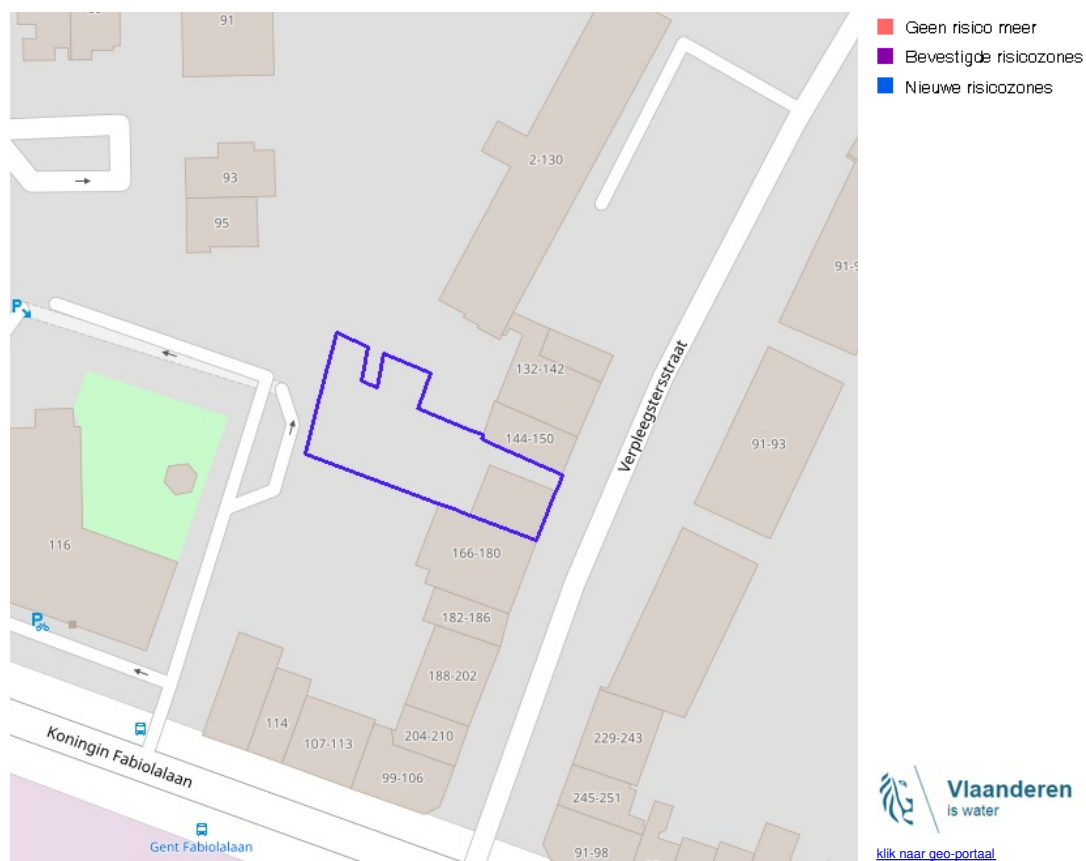 91
Geen risico meer
Bevestigde risicozones
Nieuwe risicozones
2-130
93
95
P
132-142
144-150
Verpleegstersstraat
91-93
116
166-180
P
182-186
188-202
114
107-113
204-210
99-106
229-243
245-251
91-98
Koningin Fabiolalaan
Gent Fabiolalaan
Vlaanderen
is water
klik naar geo-portaal